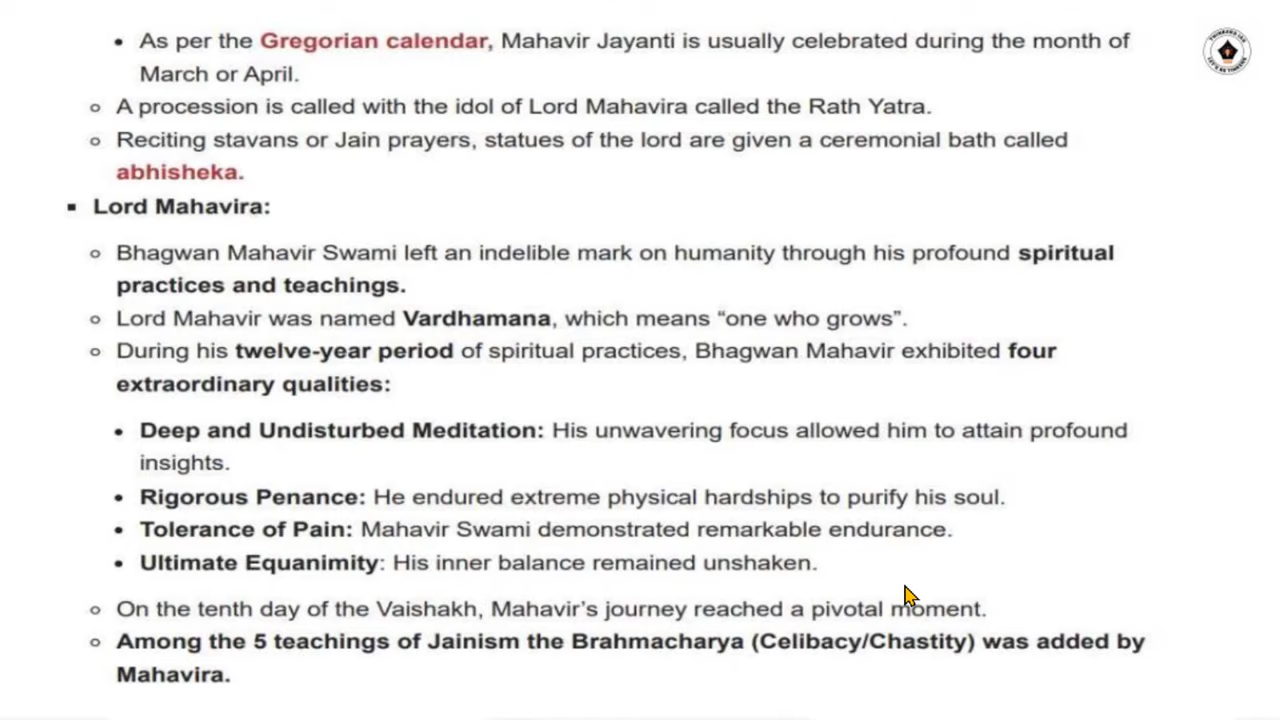 • As per the Gregorian calendar, Mahavir Jayanti is usually celebrated during the month of
March or April.
○ A procession is called with the idol of Lord Mahavira called the Rath Yatra.
○ Reciting stavans or Jain prayers, statues of the lord are given a ceremonial bath called
abhisheka.
▪ Lord Mahavira:
○ Bhagwan Mahavir Swami left an indelible mark on humanity through his profound spiritual
practices and teachings.
○ Lord Mahavir was named Vardhamana, which means “one who grows”.
○ During his twelve-year period of spiritual practices, Bhagwan Mahavir exhibited four
extraordinary qualities:
• Deep and Undisturbed Meditation: His unwavering focus allowed him to attain profound
insights.
• Rigorous Penance: He endured extreme physical hardships to purify his soul.
• Tolerance of Pain: Mahavir Swami demonstrated remarkable endurance.
• Ultimate Equanimity: His inner balance remained unshaken.
○ On the tenth day of the Vaishakh, Mahavir’s journey reached a pivotal moment.
○ Among the 5 teachings of Jainism the Brahmacharya (Celibacy/Chastity) was added by
Mahavira.